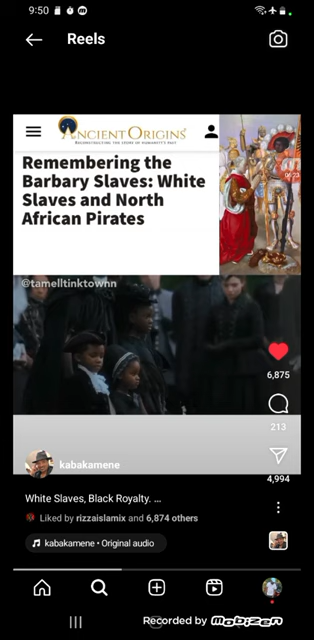 9:50
Reels
ANCIENT ORIGINS
RECONSTRUCTING THE STORY OF HUMANITY'S PAST
Remembering the
Barbary Slaves: White
Slaves and North
African Pirates
06:23
@tamelltinktownn
6,875
213
kabakamene
4,994
White Slaves, Black Royalty. ...
Liked by rizzaislamix and 6,874 others
kabakamene • Original audio
Recorded by Mobizen